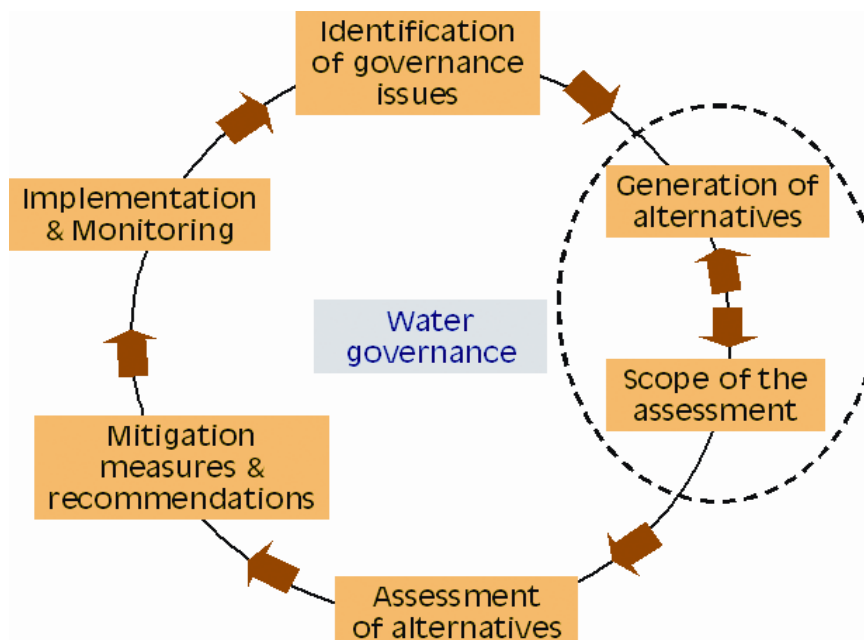 Identification
of governance
issues
Generation of
alternatives
Scope of the
assessment
Assessment
of alternatives
Mitigation
measures &
recommendations
Implementation
& Monitoring
Water
governance